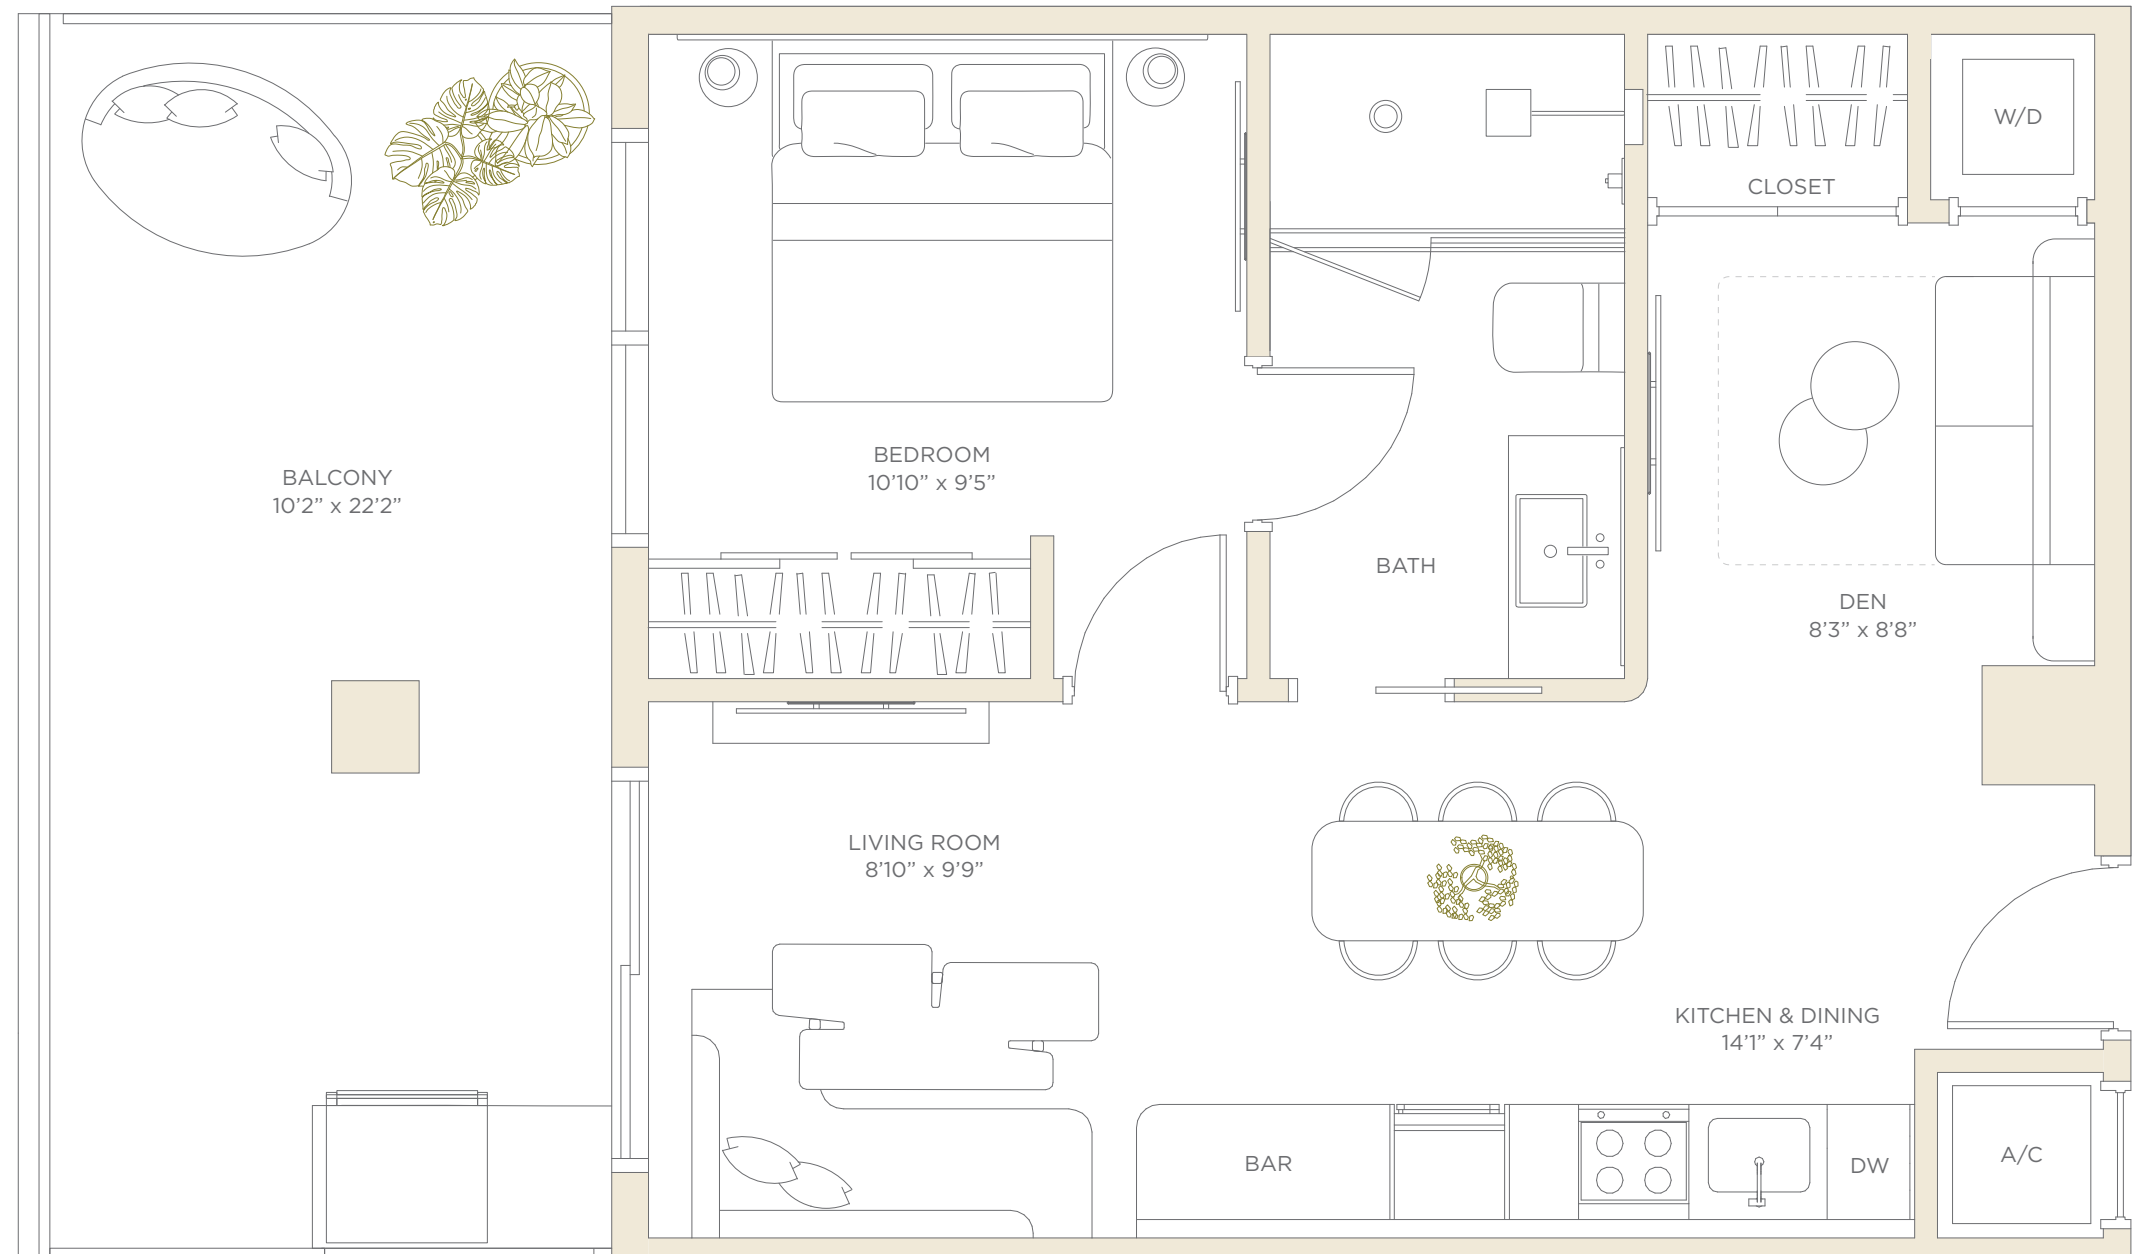 W/D
CLOSET
BEDROOM
10’10” x 9’5”
BALCONY
10’2” x 22’2”
BATH
DEN
8’3” x 8’8”
LIVING ROOM
8’10” x 9’9”
KITCHEN & DINING
14’1” x 7’4”
BAR
DW
A/C